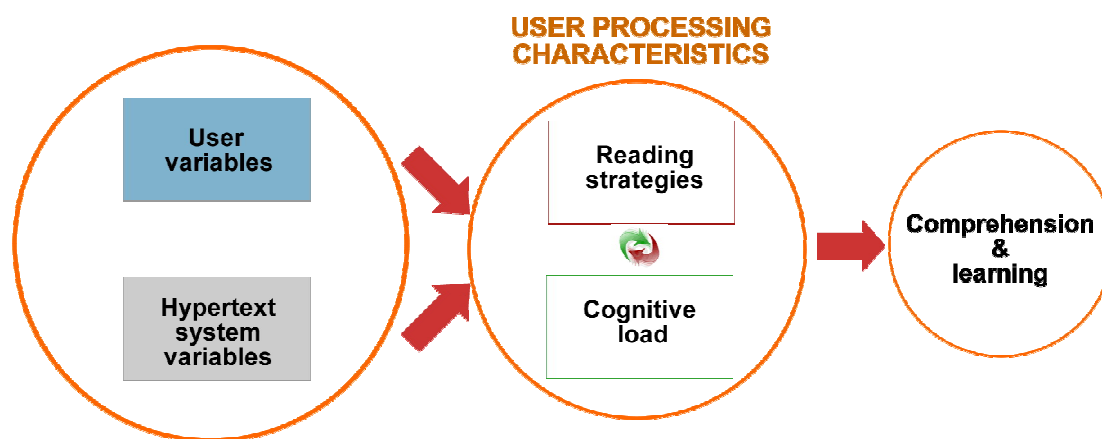 USER PROCESSING
CHARACTERISTICS
User
variables
Hypertext
system
variables
Reading
strategies
Cognitive
load
Comprehension
&
learning